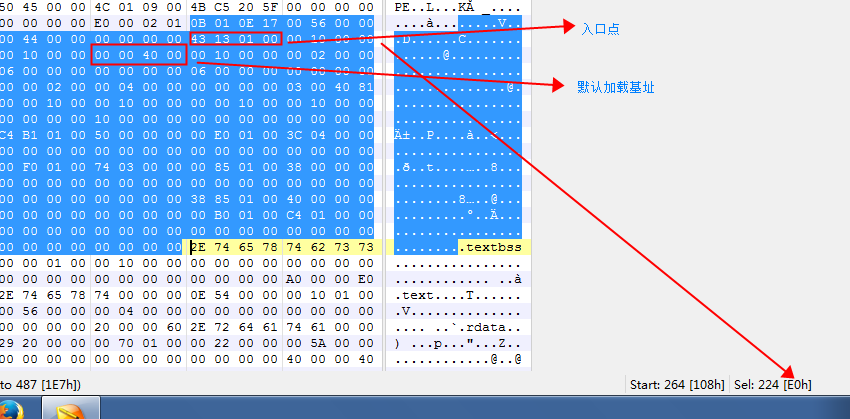 50 45 00 00 4C 01 09 00 4B C5 20 5F 00 00 00 00 PE..L...KÅ _....
00 00 00 00 E0 00 02 01 0B 01 0E 17 00 56 00 00 ....à........V..
00 44 00 00 00 00 00 00 43 13 01 00 00 10 00 00 .D......C.......
入口点
00 10 00 00 00 00 40 00 00 10 00 00 00 02 00 00 ......@.........
06 00 00 00 00 00 00 00 06 00 00 00 00 00 00 00 ................
00 00 02 00 00 04 00 00 00 00 00 00 03 00 40 81 ..............@.
默认加载基址
00 00 10 00 00 10 00 00 00 00 10 00 00 10 00 00 ................
00 00 00 00 10 00 00 00 00 00 00 00 00 00 00 00 ................
C4 B1 01 00 50 00 00 00 00 E0 01 00 3C 04 00 00 Ä±..P....à..<...
00 00 00 00 00 00 00 00 00 00 00 00 00 00 00 00 ................
00 F0 01 00 74 03 00 00 00 85 01 00 38 00 00 00 .ð..t....…..8...
00 00 00 00 00 00 00 00 00 00 00 00 00 00 00 00 ................
00 00 00 00 00 00 00 00 38 85 01 00 40 00 00 00 ........8…..@...
00 00 00 00 00 00 00 00 00 B0 01 00 C4 01 00 00 .........°..Ä...
00 00 00 00 00 00 00 00 00 00 00 00 00 00 00 00 ................
00 00 00 00 00 00 00 00 2E 74 65 78 74 62 73 73 .........textbss
00 00 01 00 00 10 00 00 00 00 00 00 00 00 00 00 ................
00 00 00 00 00 00 00 00 00 00 00 00 A0 00 00 E0 ............ ..à
2E 74 65 78 74 00 00 00 0E 54 00 00 00 10 01 00 .text....T......
00 56 00 00 00 04 00 00 00 00 00 00 00 00 00 00 .V..............
00 00 00 00 20 00 00 60 2E 72 64 61 74 61 00 00 .... ..`.rdata..
29 20 00 00 00 70 01 00 00 22 00 00 00 5A 00 00 ) ...p..."...Z..
00 00 00 00 00 00 00 00 00 00 00 00 40 00 00 40 ............@..@
to 487 [1E7h]) Start: 264 [108h] Sel: 224 [E0h]